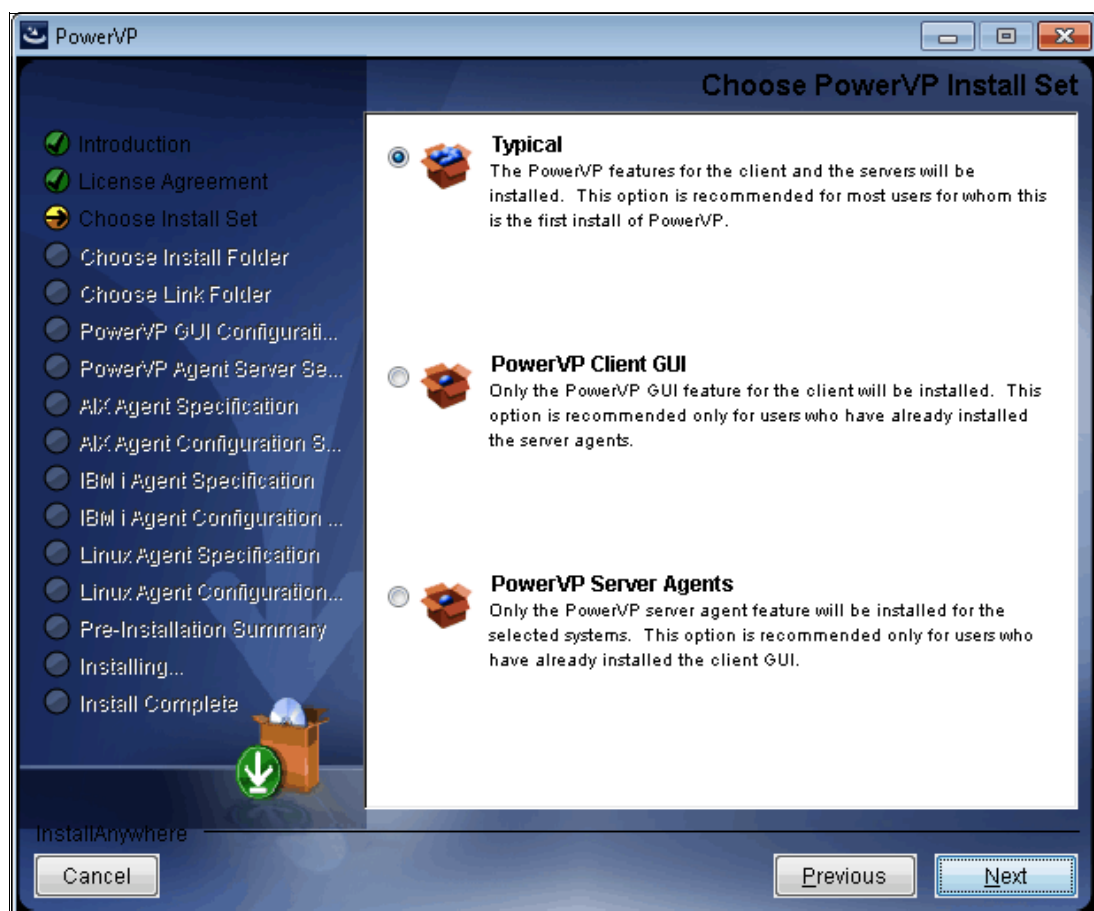 PowerVP
Choose PowerVP Install Set
Introduction
License Agreement
Choose Install Set
Choose Install Folder
Choose Link Folder
PowerVP GUI Configurati...
PowerVP Agent Server Se...
AIX Agent Specification
AIX Agent Configuration S...
IBM i Agent Specification
IBM i Agent Configuration ...
Linux Agent Specification
Linux Agent Configuration...
Pre-Installation Summary
Installing...
Install Complete
Typical
The PowerVP features for the client and the servers will be
installed. This option is recommended for most users for whom this
is the first install of PowerVP.
PowerVP Client GUI
Only the PowerVP GUI feature for the client will be installed. This
option is recommended only for users who have already installed
the server agents.
PowerVP Server Agents
Only the PowerVP server agent feature will be installed for the
selected systems. This option is recommended only for users who
have already installed the client GUI.
InstallAnywhere
Cancel
Previous
Next